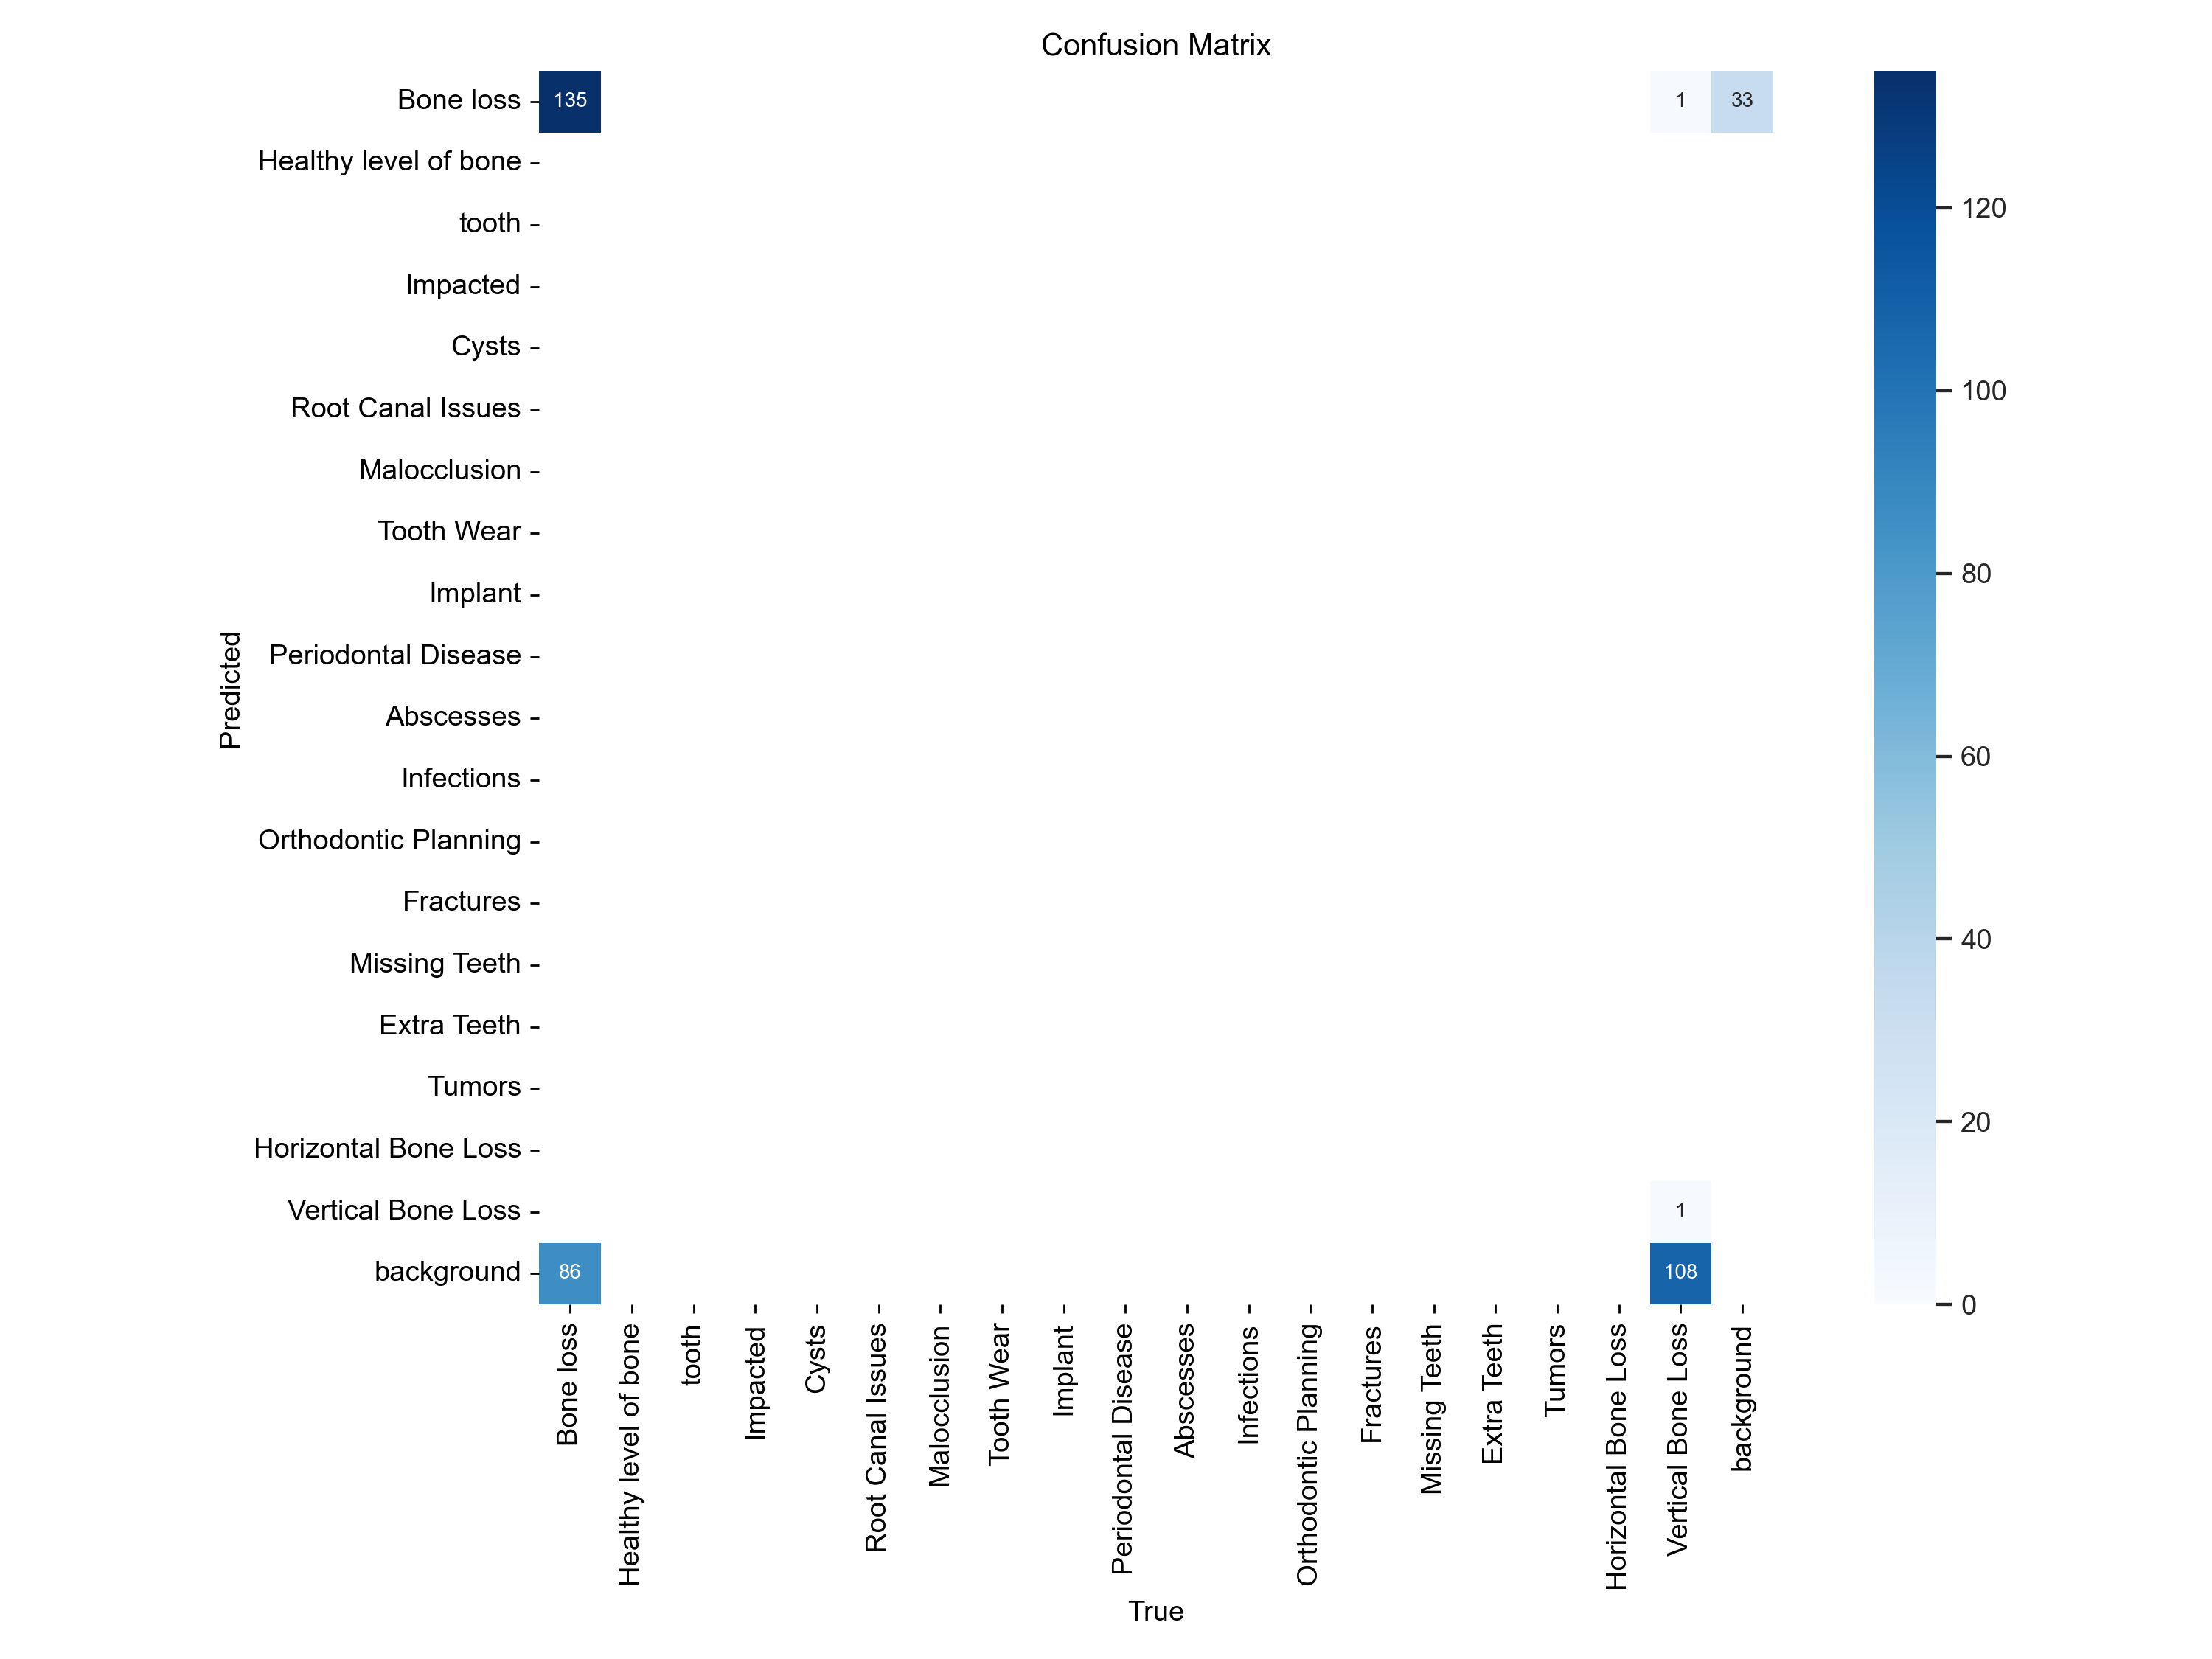 Confusion Matrix
Predicted
Bone loss
135
1
33
Healthy level of bone
tooth
Impacted
Cysts
Root Canal Issues
Malocclusion
Tooth Wear
Implant
Periodontal Disease
Abscesses
Infections
Orthodontic Planning
Fractures
Missing Teeth
Extra Teeth
Tumors
Horizontal Bone Loss
Vertical Bone Loss
1
background
86
108
Bone loss
Healthy level of bone
tooth
Impacted
Cysts
Root Canal Issues
Malocclusion
Tooth Wear
Implant
Periodontal Disease
Abscesses
Infections
Orthodontic Planning
Fractures
Missing Teeth
Extra Teeth
Tumors
Horizontal Bone Loss
Vertical Bone Loss
background
True
120
100
80
60
40
20
0